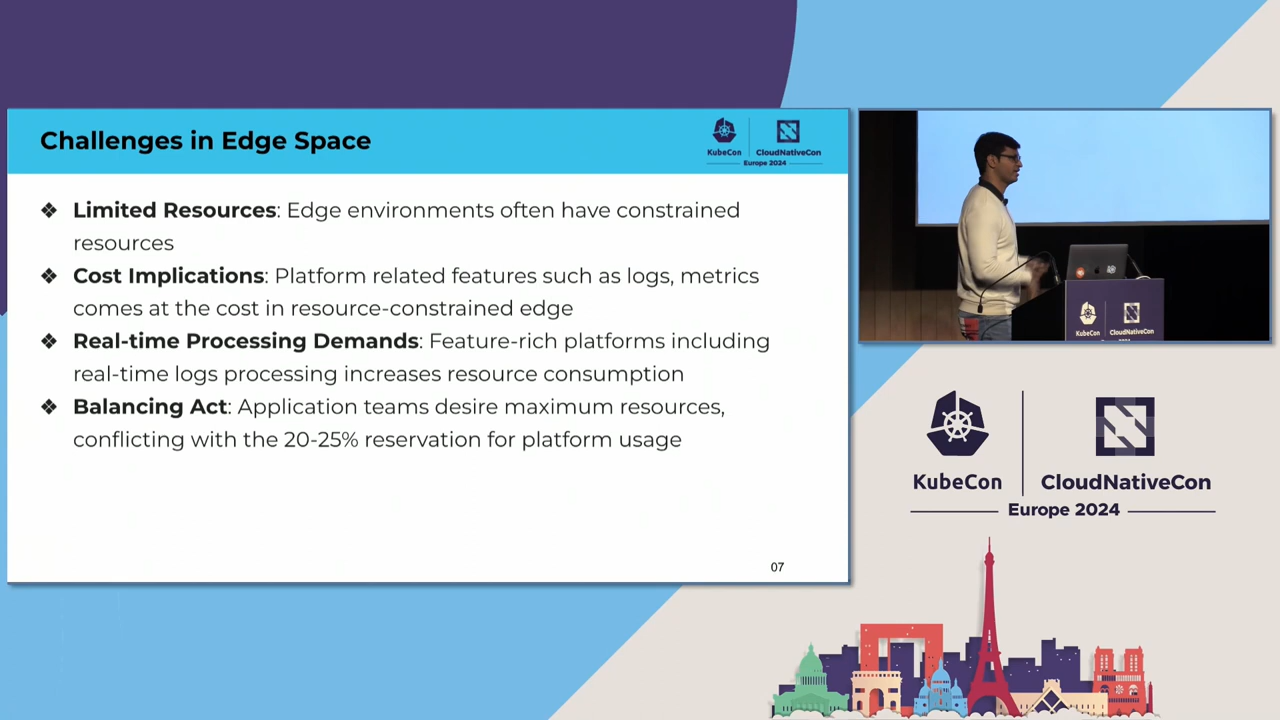 Challenges in Edge Space
KubeCon
CloudNativeCon
Europe 2024
❖ Limited Resources: Edge environments often have constrained
resources
❖ Cost Implications: Platform related features such as logs, metrics
comes at the cost in resource-constrained edge
❖ Real-time Processing Demands: Feature-rich platforms including
real-time logs processing increases resource consumption
❖ Balancing Act: Application teams desire maximum resources,
conflicting with the 20-25% reservation for platform usage
07
KubeCon
CloudNativeCon
KubeCon
CloudNativeCon
Europe 2024